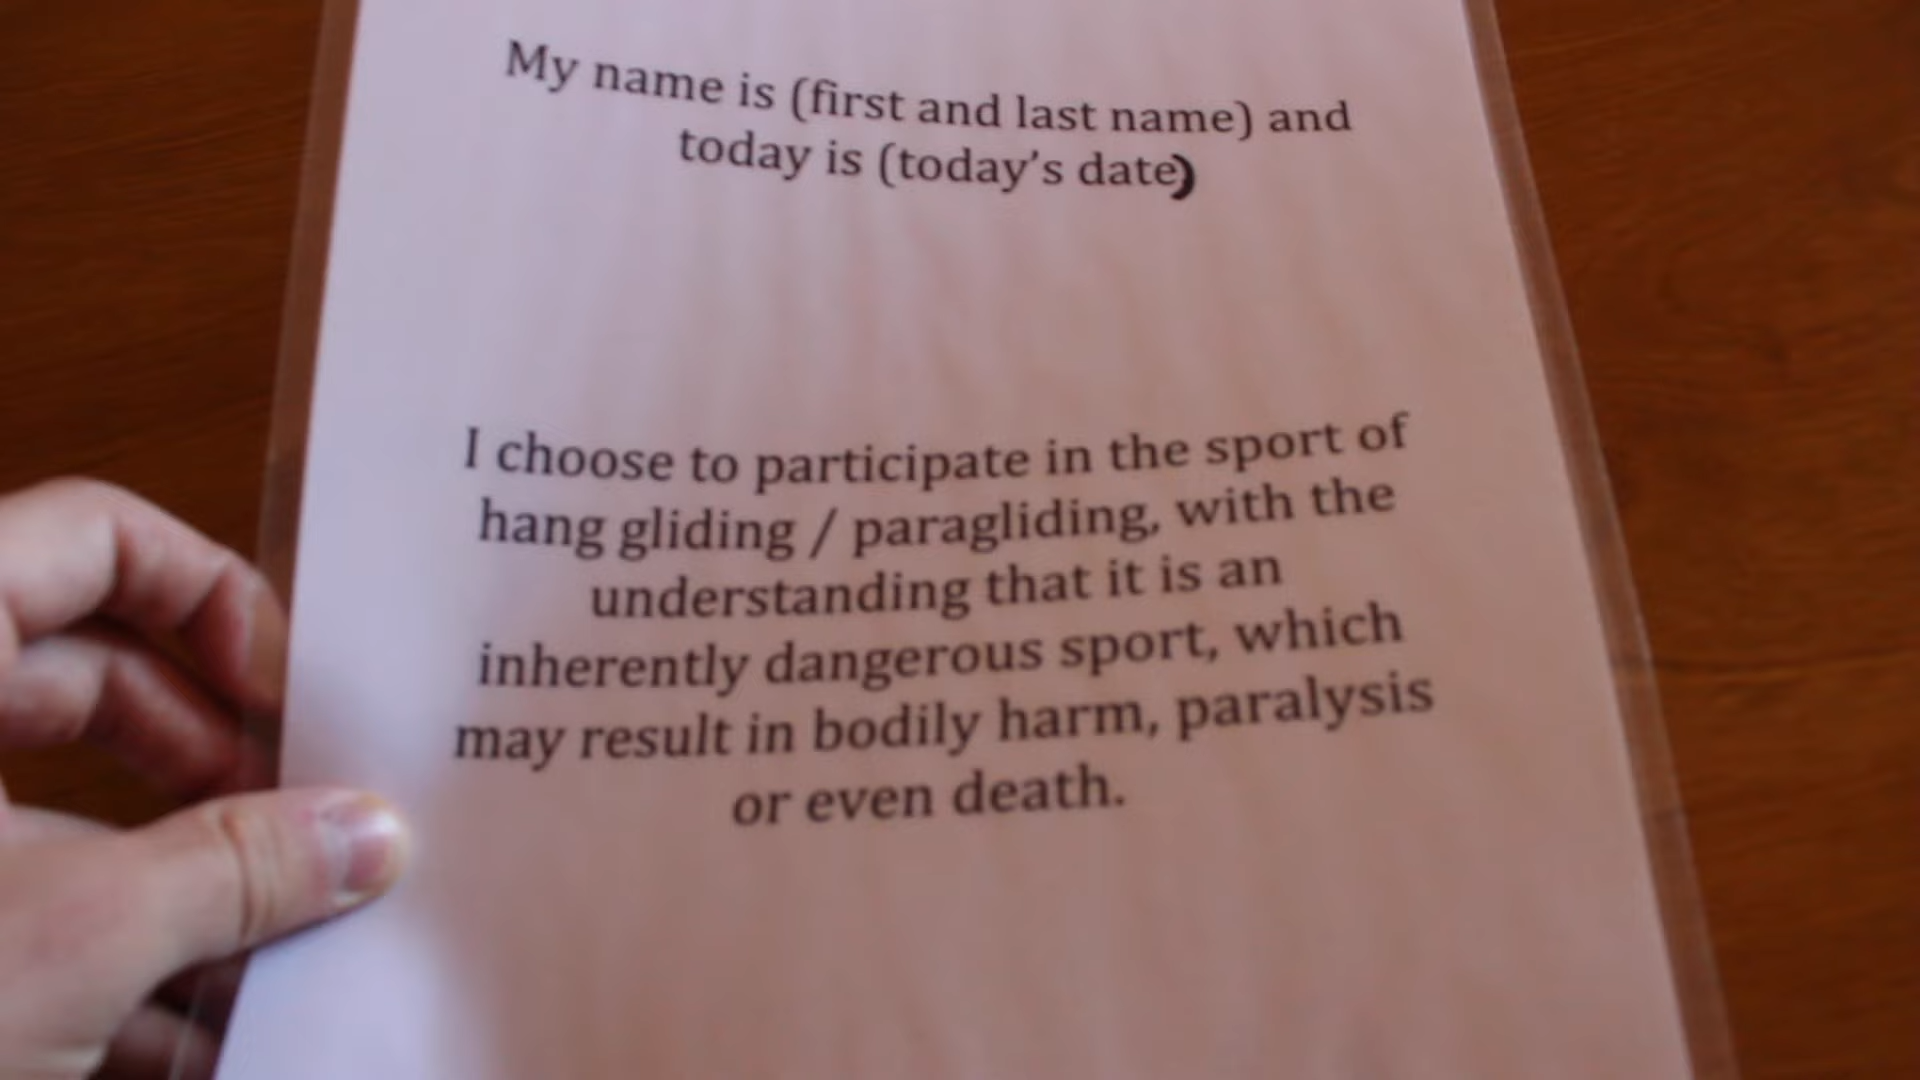 My name is (first and last name) and
today is (today's date)
I choose to participate in the sport of
hang gliding / paragliding, with the
understanding that it is an
inherently dangerous sport, which
may result in bodily harm, paralysis
or even death.